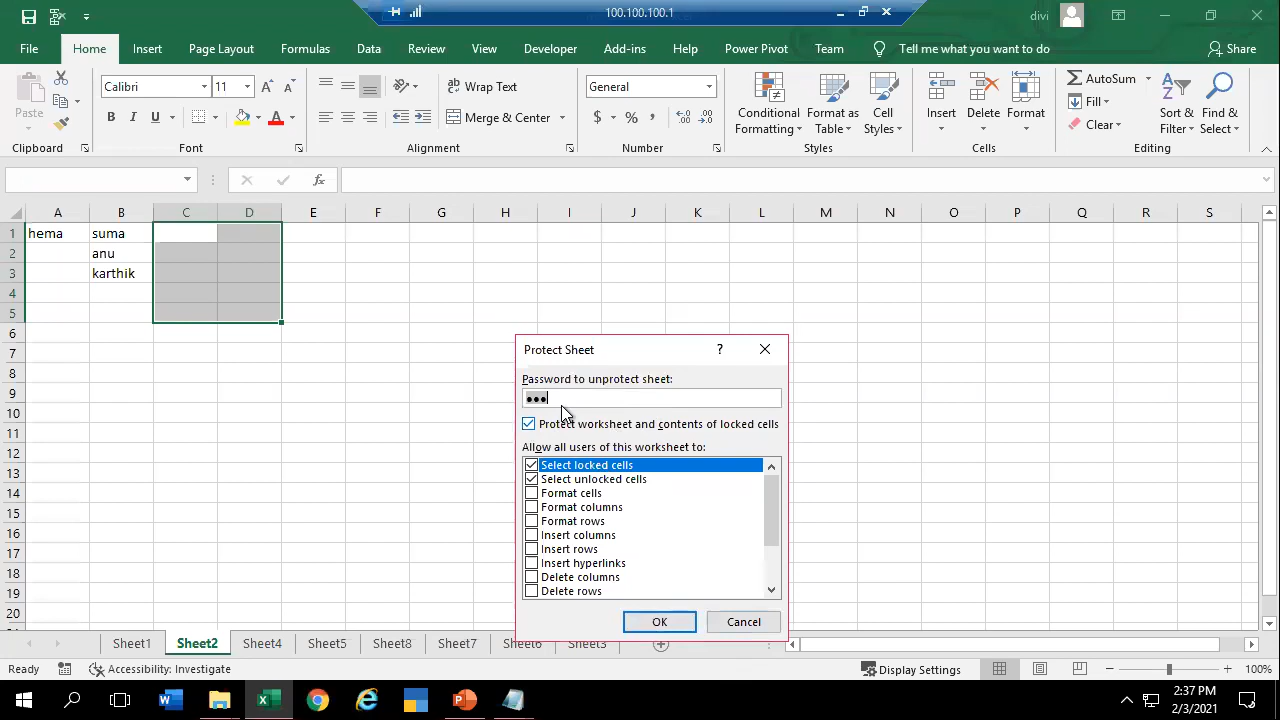 100.100.100.1
divi
File Home Insert Page Layout Formulas Data Review View Developer Add-ins Help Power Pivot Team Tell me what you want to do Share
Calibri 11 Wrap Text General AutoSum
Paste Conditional Formatting Format as Table Cell Styles Insert Delete Format Fill Sort & Filter Find & Select
B I U A Merge & Center $ % , Clear
Clipboard Font Alignment Number Styles Cells Editing
fx
A B C D E F G H I J K L M N O P Q R S
1 hema suma
2 anu
3 karthik
4
5
6
7
8
9
10
11
12
13
14
15
16
17
18
19
20
Protect Sheet ?
Password to unprotect sheet:
●●●
Protect worksheet and contents of locked cells
Allow all users of this worksheet to:
Select locked cells
Select unlocked cells
Format cells
Format columns
Format rows
Insert columns
Insert rows
Insert hyperlinks
Delete columns
Delete rows
OK Cancel
Sheet1 Sheet2 Sheet4 Sheet5 Sheet8 Sheet7 Sheet6 Sheet3
Ready Accessibility: Investigate Display Settings 100%
2:37 PM
2/3/2021